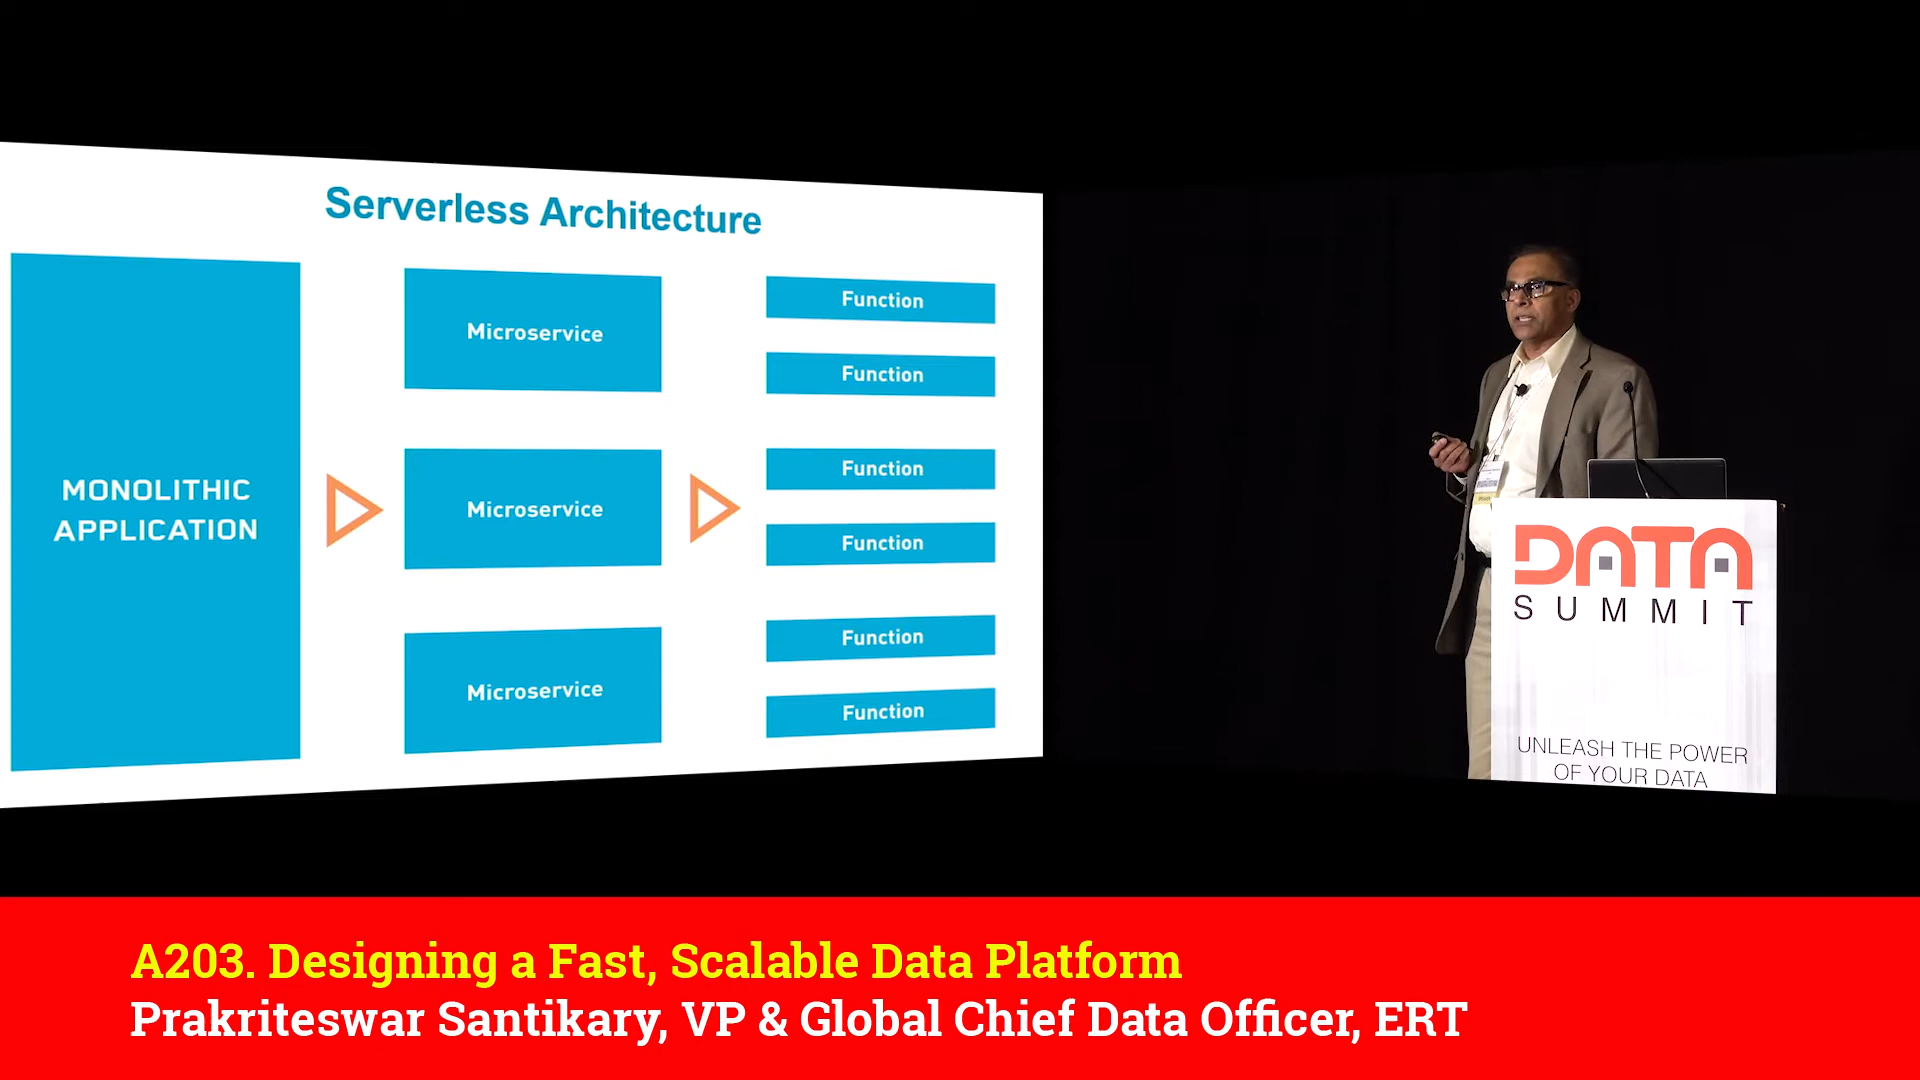 Serverless Architecture
MONOLITHIC
APPLICATION
Microservice
Microservice
Microservice
Function
Function
Function
Function
Function
Function
DATA
SUMMIT
UNLEASH THE POWER
OF YOUR DATA
A203. Designing a Fast, Scalable Data Platform
Prakriteswar Santikary, VP & Global Chief Data Officer, ERT